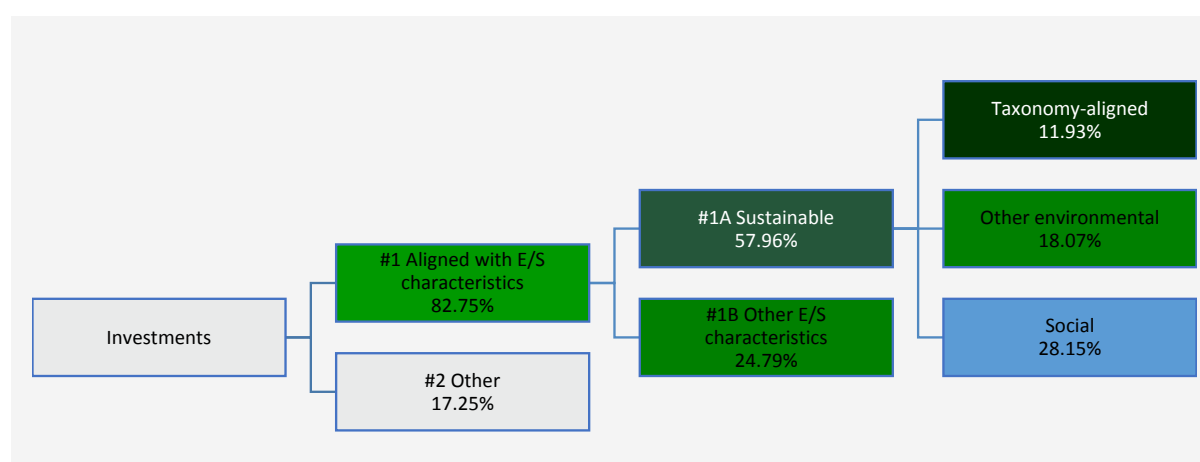 Investments
#1 Aligned with E/S
characteristics
82.75%
#2 Other
17.25%
#1A Sustainable
57.96%
#1B Other E/S
characteristics
24.79%
Taxonomy-aligned
11.93%
Other environmental
18.07%
Social
28.15%